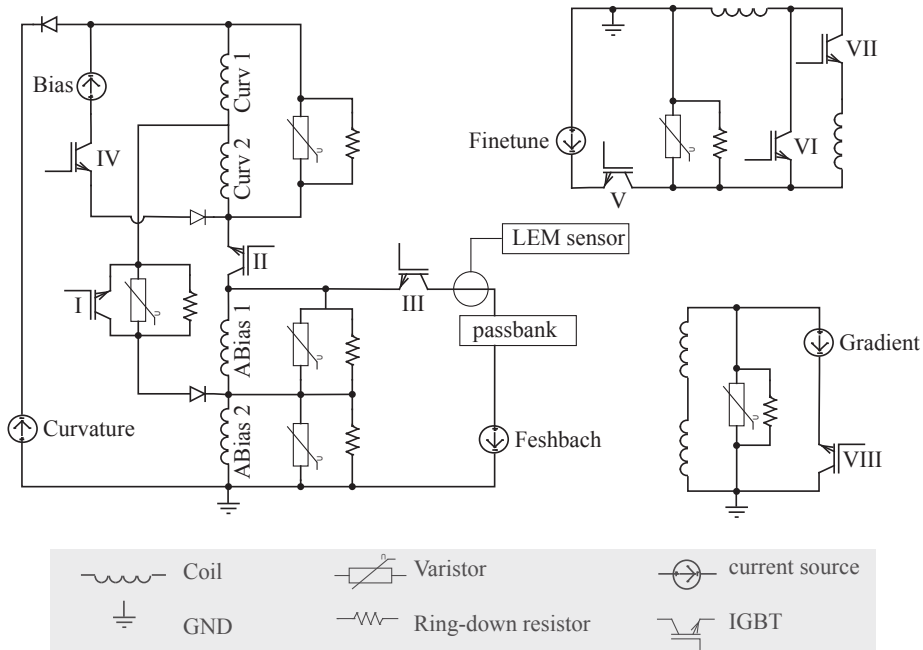 Bias
Curv 1
Curv 2
IV
II
I
ABias 1
ABias 2
Curvature
III
LEM sensor
passbank
Feshbach
Finetune
V
VI
VII
Gradient
VIII
Coil
Varistor
current source
GND
Ring-down resistor
IGBT